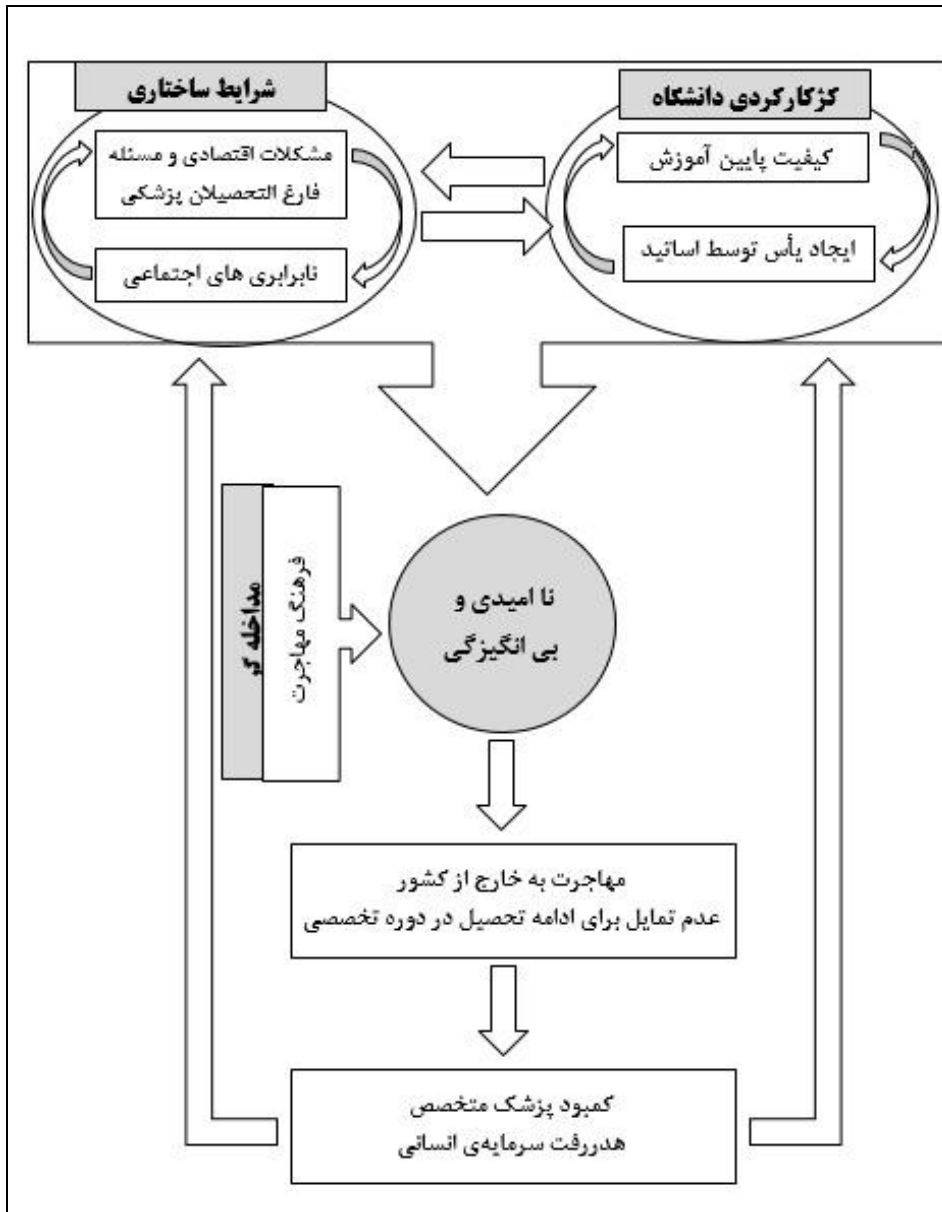 کژکارکردی دانشگاه
کیفیت پایین آموزش
ایجاد یأس توسط اساتید
شرایط ساختاری
مشکلات اقتصادی و مسئله
فارغ التحصیلان پزشکی
نابرابری های اجتماعی
مداخله گر
فرهنگ مهاجرت
نا امیدی و
بی انگیزگی
مهاجرت به خارج از کشور
عدم تمایل برای ادامه تحصیل در دوره تخصصی
کمبود پزشک متخصص
هدررفت سرمایه‌ی انسانی